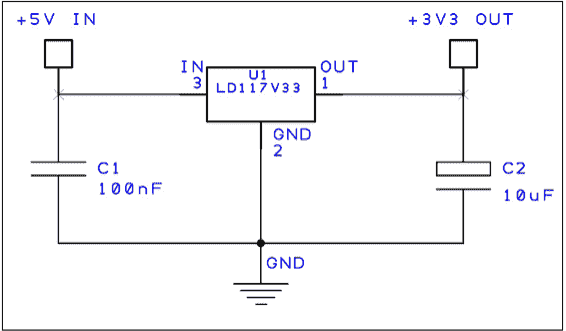 +5V IN
+3V3 OUT
IN
U1
OUT
3
LD117V33
1
GND
2
C1
100nF
C2
10uF
GND